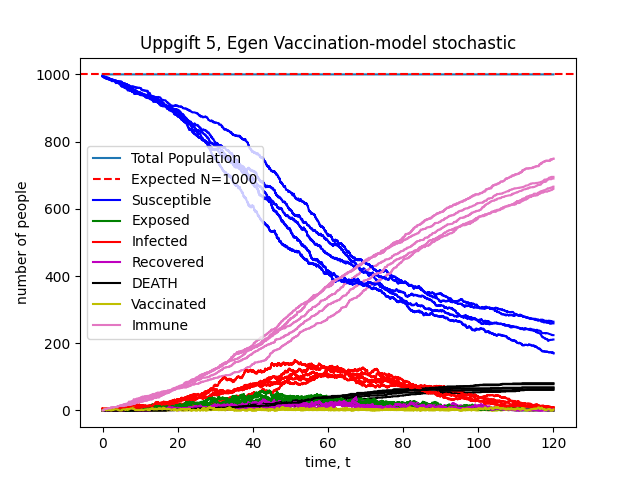 Uppgift 5, Egen Vaccination-model stochastic
number of people
1000
800
600
400
200
0
Total Population
Expected N=1000
Susceptible
Exposed
Infected
Recovered
DEATH
Vaccinated
Immune
0 20 40 60 80 100 120
time, t